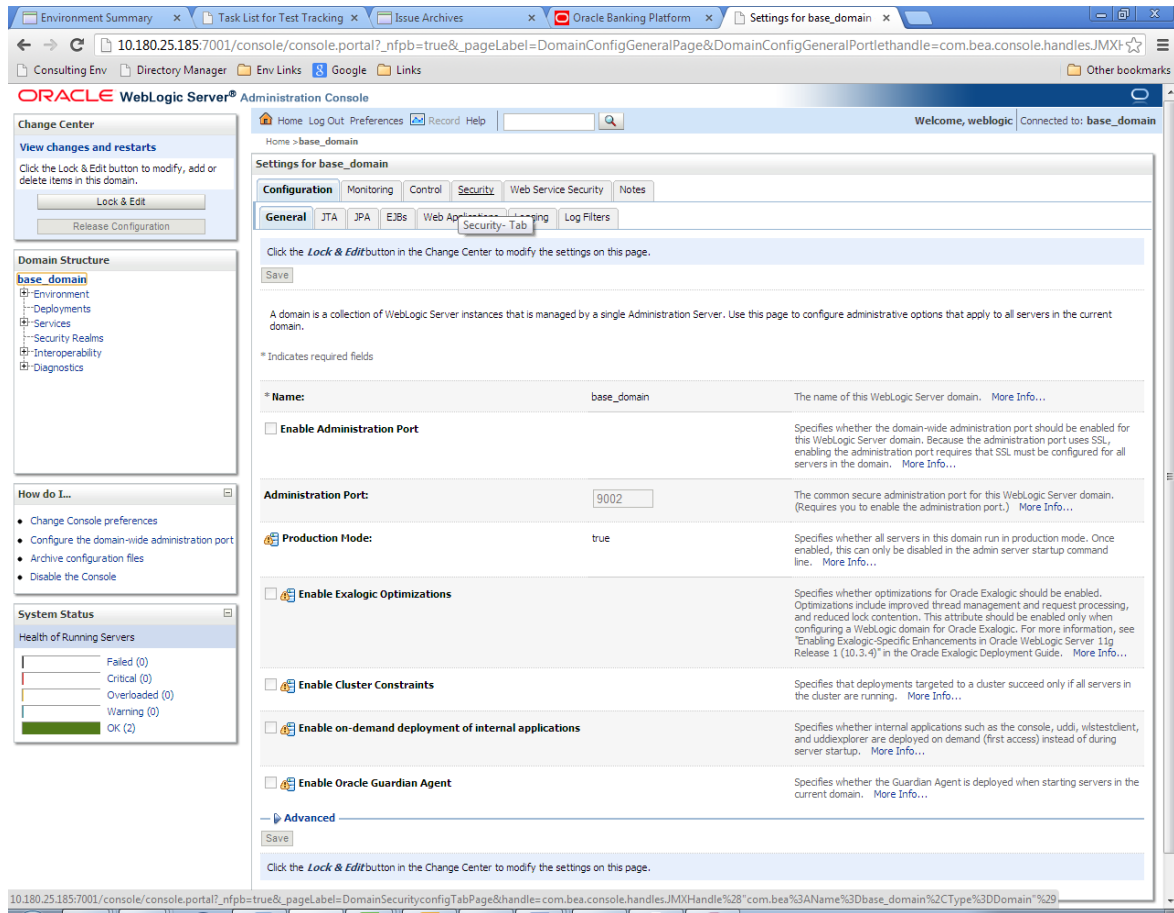 Environment Summary
Task List for Test Tracking
Issue Archives
Oracle Banking Platform
Settings for base_domain
10.180.25.185:7001/console/console.portal?_nfpb=true&_pageLabel=DomainConfigGeneralPage&DomainConfigGeneralPortlethandle=com.bea.console.handles.JMXH
Consulting Env
Directory Manager
Env Links
Google
Links
Other bookmarks
ORACLE WebLogic Server® Administration Console
Change Center
View changes and restarts
Click the Lock & Edit button to modify, add or
delete items in this domain.
Lock & Edit
Release Configuration
Domain Structure
base_domain
Environment
Deployments
Services
Security Realms
Interoperability
Diagnostics
How do I...
Change Console preferences
Configure the domain-wide administration port
Archive configuration files
Disable the Console
System Status
Health of Running Servers
Failed (0)
Critical (0)
Overloaded (0)
Warning (0)
OK (2)
Home Log Out Preferences Record Help
Welcome, weblogic Connected to: base_domain
Home >base_domain
Settings for base_domain
Configuration Monitoring Control Security Web Service Security Notes
General JTA JPA EJBs Web Log Filters
Security- Tab
Click the Lock & Edit button in the Change Center to modify the settings on this page.
Save
A domain is a collection of WebLogic Server instances that is managed by a single Administration Server. Use this page to configure administrative options that apply to all servers in the current
domain.
* Indicates required fields
* Name:
base_domain
The name of this WebLogic Server domain. More Info...
Enable Administration Port
Specifies whether the domain-wide administration port should be enabled for
this WebLogic Server domain. Because the administration port uses SSL,
enabling the administration port requires that SSL must be configured for all
servers in the domain. More Info...
Administration Port:
9002
The common secure administration port for this WebLogic Server domain.
(Requires you to enable the administration port.) More Info...
Production Mode:
true
Specifies whether all servers in this domain run in production mode. Once
enabled, this can only be disabled in the admin server startup command
line. More Info...
Enable Exalogic Optimizations
Specifies whether optimizations for Oracle Exalogic should be enabled.
Optimizations include improved thread management and request processing,
and reduced lock contention. This attribute should be enabled only when
configuring a WebLogic domain for Oracle Exalogic. For more information, see
"Enabling Exalogic-Specific Enhancements in Oracle WebLogic Server 11g
Release 1 (10.3.4)" in the Oracle Exalogic Deployment Guide. More Info...
Enable Cluster Constraints
Specifies that deployments targeted to a cluster succeed only if all servers in
the cluster are running. More Info...
Enable on-demand deployment of internal applications
Specifies whether internal applications such as the console, uddi, wlstestclient,
and uddiexplorer are deployed on demand (first access) instead of during
server startup. More Info...
Enable Oracle Guardian Agent
Specifies whether the Guardian Agent is deployed when starting servers in the
current domain. More Info...
Advanced
Save
Click the Lock & Edit button in the Change Center to modify the settings on this page.
10.180.25.185:7001/console/console.portal?_nfpb=true&_pageLabel=DomainSecurityconfigTabPage&handle=com.bea.console.handles.JMXHandle%28"com.bea%3AName%3Dbase_domain%2CType%3DDomain"%29